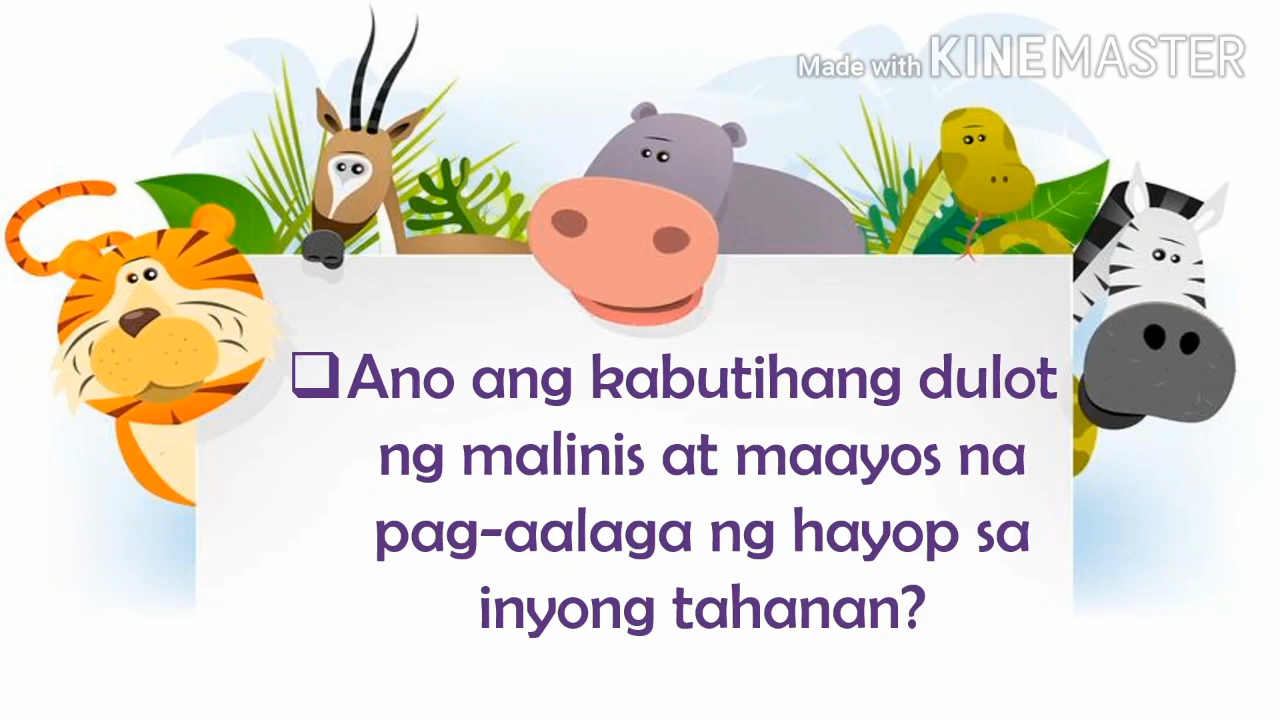 Made with KINEMASTER
❑Ano ang kabutihang dulot
ng malinis at maayos na
pag-aalaga ng hayop sa
inyong tahanan?